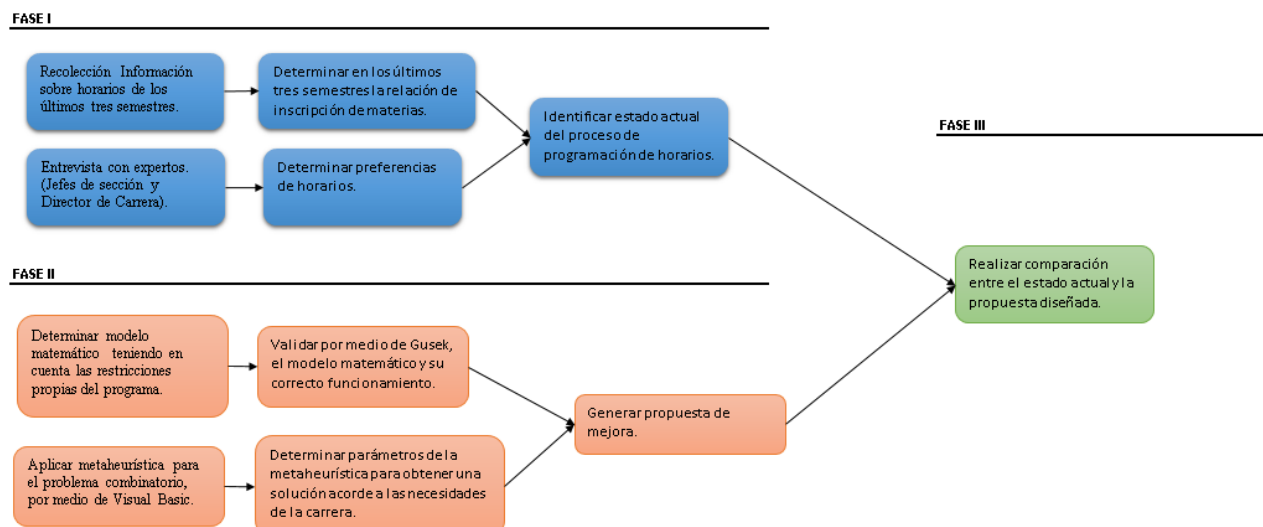 FASE I
Recolección Información
sobre horarios de los
últimos tres semestres.
Determinar en los últimos
tres semestres la relación de
inscripción de materias.
Identificar estado actual
del proceso de
programación de horarios.
Entrevista con expertos.
(Jefes de sección y
Director de Carrera).
Determinar preferencias
de horarios.
FASE II
Determinar modelo
matemático teniendo en
cuenta las restricciones
propias del programa.
Validar por medio de Gusek,
el modelo matemático y su
correcto funcionamiento.
Generar propuesta de
mejora.
Aplicar metaheurística para
el problema combinatorio,
por medio de Visual Basic.
Determinar parámetros de la
metaheurística para obtener una
solución acorde a las necesidades
de la carrera.
FASE III
Realizar comparación
entre el estado actual y la
propuesta diseñada.